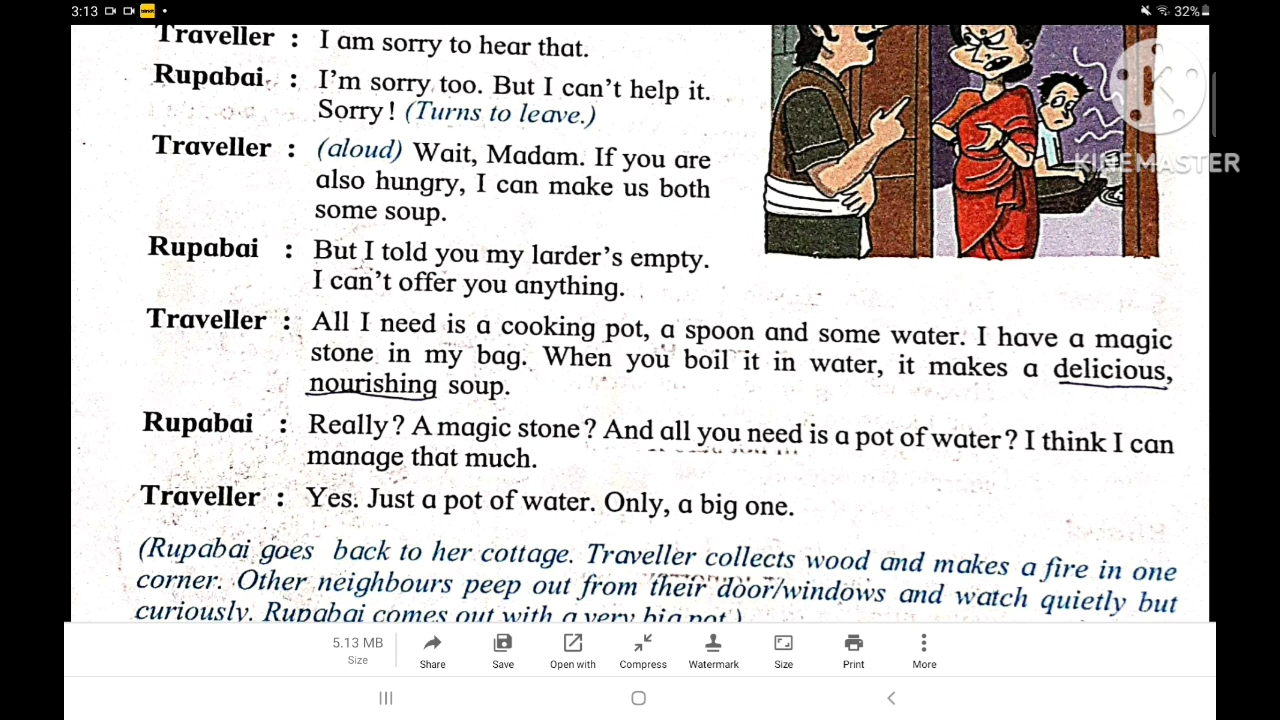 3:13
32%
Traveller : I am sorry to hear that.
Rupabai : I'm sorry too. But I can't help it.
Sorry! (Turns to leave.)
Traveller : (aloud) Wait, Madam. If you are
also hungry, I can make us both
some soup.
Rupabai : But I told you my larder's empty.
I can't offer you anything.
Traveller : All I need is a cooking pot, a spoon and some water. I have a magic
stone in my bag. When you boil it in water, it makes a delicious,
nourishing soup.
Rupabai : Really? A magic stone? And all you need is a pot of water? I think I can
manage that much.
Traveller : Yes. Just a pot of water. Only, a big one.
(Rupabai goes back to her cottage. Traveller collects wood and makes a fire in one
corner. Other neighbours peep out from their door/windows and watch quietly but
curiously. Rupabai comes out with a very big pot.)
KINEMASTER
5.13 MB
Size
Share
Save
Open with
Compress
Watermark
Size
Print
More